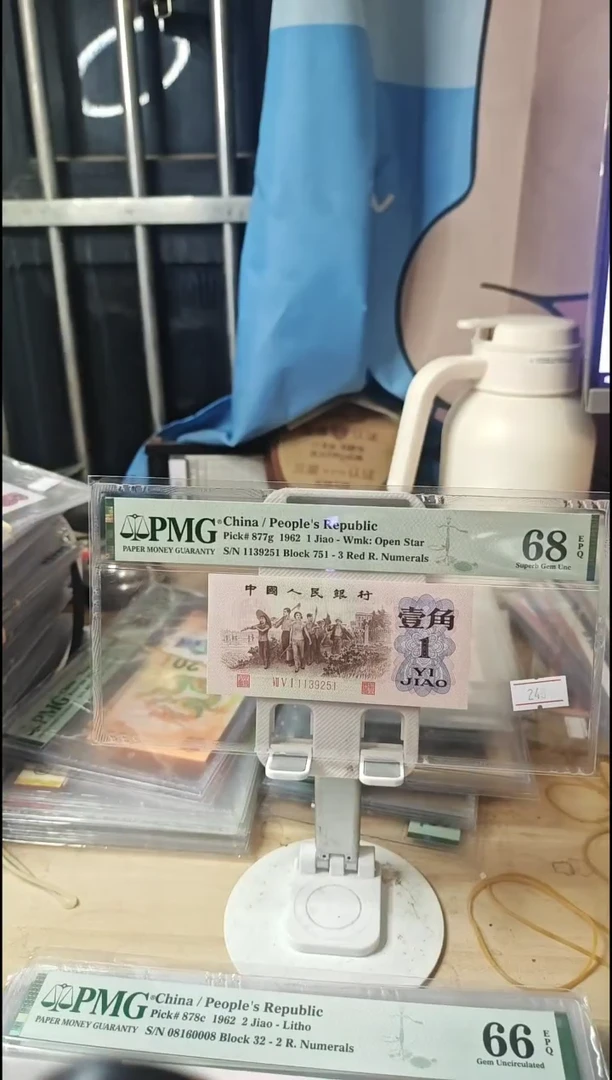 PMG
PAPER MONEY GUARANTY
China / People's Republic
Pick# 877g 1962 1 Jiao - Wmk: Open Star
S/N 1139251 Block 751 - 3 Red R. Numerals
68
EPQ
Superb Gem Unc
中國人民銀行
壹角
1
YI
JIAO
VII V I 1139251
24
20
PMG
PAPER MONEY GUARANTY
China / People's Republic
Pick# 878c 1962 2 Jiao - Litho
S/N 08160008 Block 32 - 2 R. Numerals
66
EPQ
Gem Uncirculated